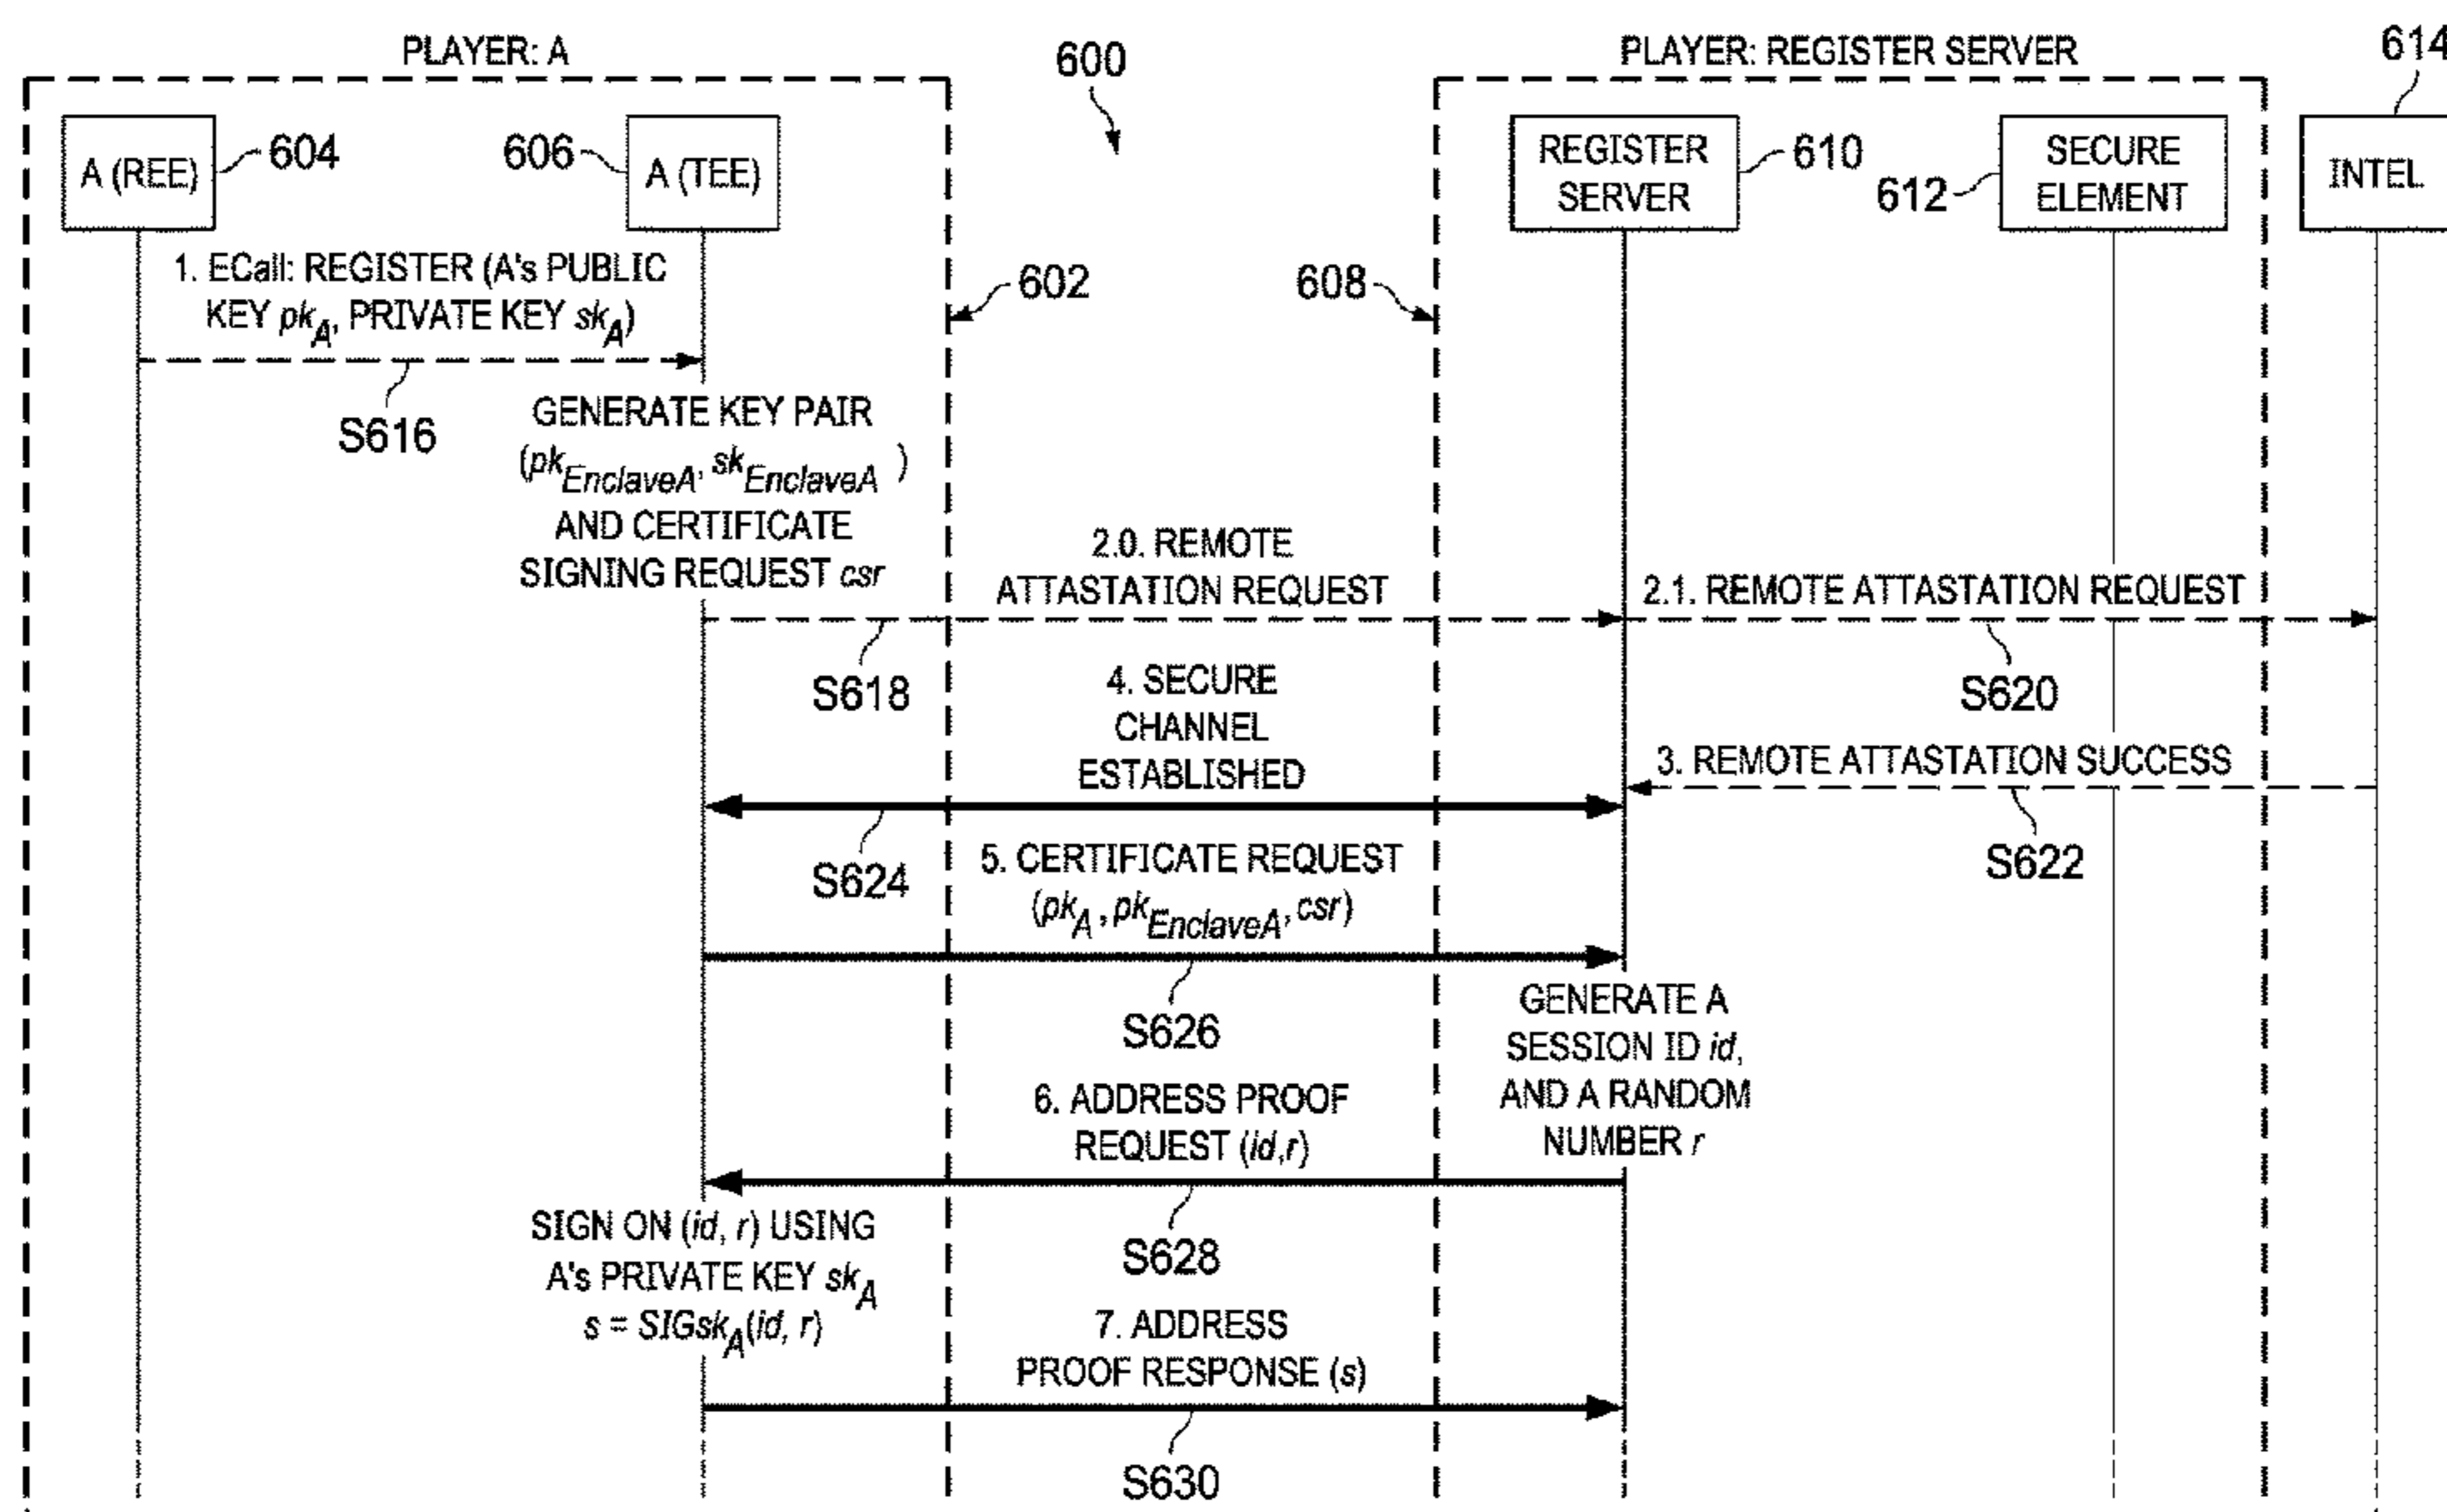 PLAYER: A
600
PLAYER: REGISTER SERVER
614
A (REE)
604
606
A (TEE)
REGISTER
SERVER
610
612
SECURE
ELEMENT
INTEL
1. ECall: REGISTER (A's PUBLIC
KEY pkA, PRIVATE KEY skA)
602
608
S616
GENERATE KEY PAIR
(pkEnclaveA, skEnclaveA)
AND CERTIFICATE
SIGNING REQUEST csr
2.0. REMOTE
ATTASTATION REQUEST
2.1. REMOTE ATTASTATION REQUEST
S618
S620
4. SECURE
CHANNEL
ESTABLISHED
3. REMOTE ATTASTATION SUCCESS
S624
S622
5. CERTIFICATE REQUEST
(pkA, pkEnclaveA, csr)
S626
GENERATE A
SESSION ID id,
AND A RANDOM
NUMBER r
6. ADDRESS PROOF
REQUEST (id,r)
S628
SIGN ON (id, r) USING
A's PRIVATE KEY skA
s = SIGskA(id, r)
7. ADDRESS
PROOF RESPONSE (s)
S630